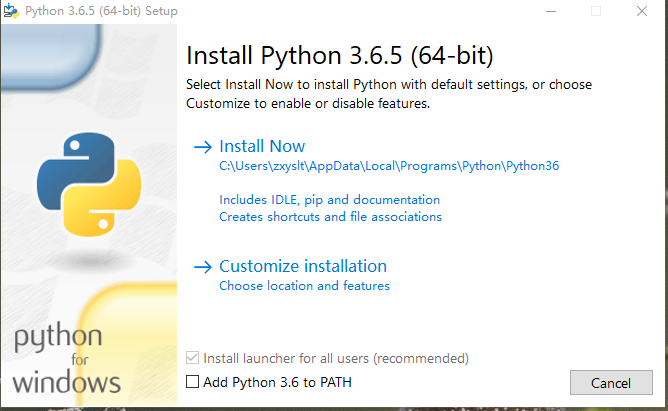 Python 3.6.5 (64-bit) Setup
Install Python 3.6.5 (64-bit)
Select Install Now to install Python with default settings, or choose
Customize to enable or disable features.
Install Now
C:\Users\zxyslt\AppData\Local\Programs\Python\Python36
Includes IDLE, pip and documentation
Creates shortcuts and file associations
Customize installation
Choose location and features
python
for
windows
Install launcher for all users (recommended)
Add Python 3.6 to PATH
Cancel